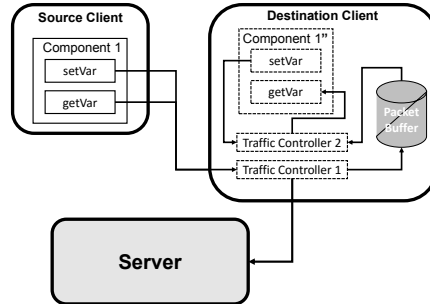 Source Client
Component 1
setVar
getVar
Destination Client
Component 1"
setVar
getVar
Packet
Buffer
Traffic Controller 2
Traffic Controller 1
Server